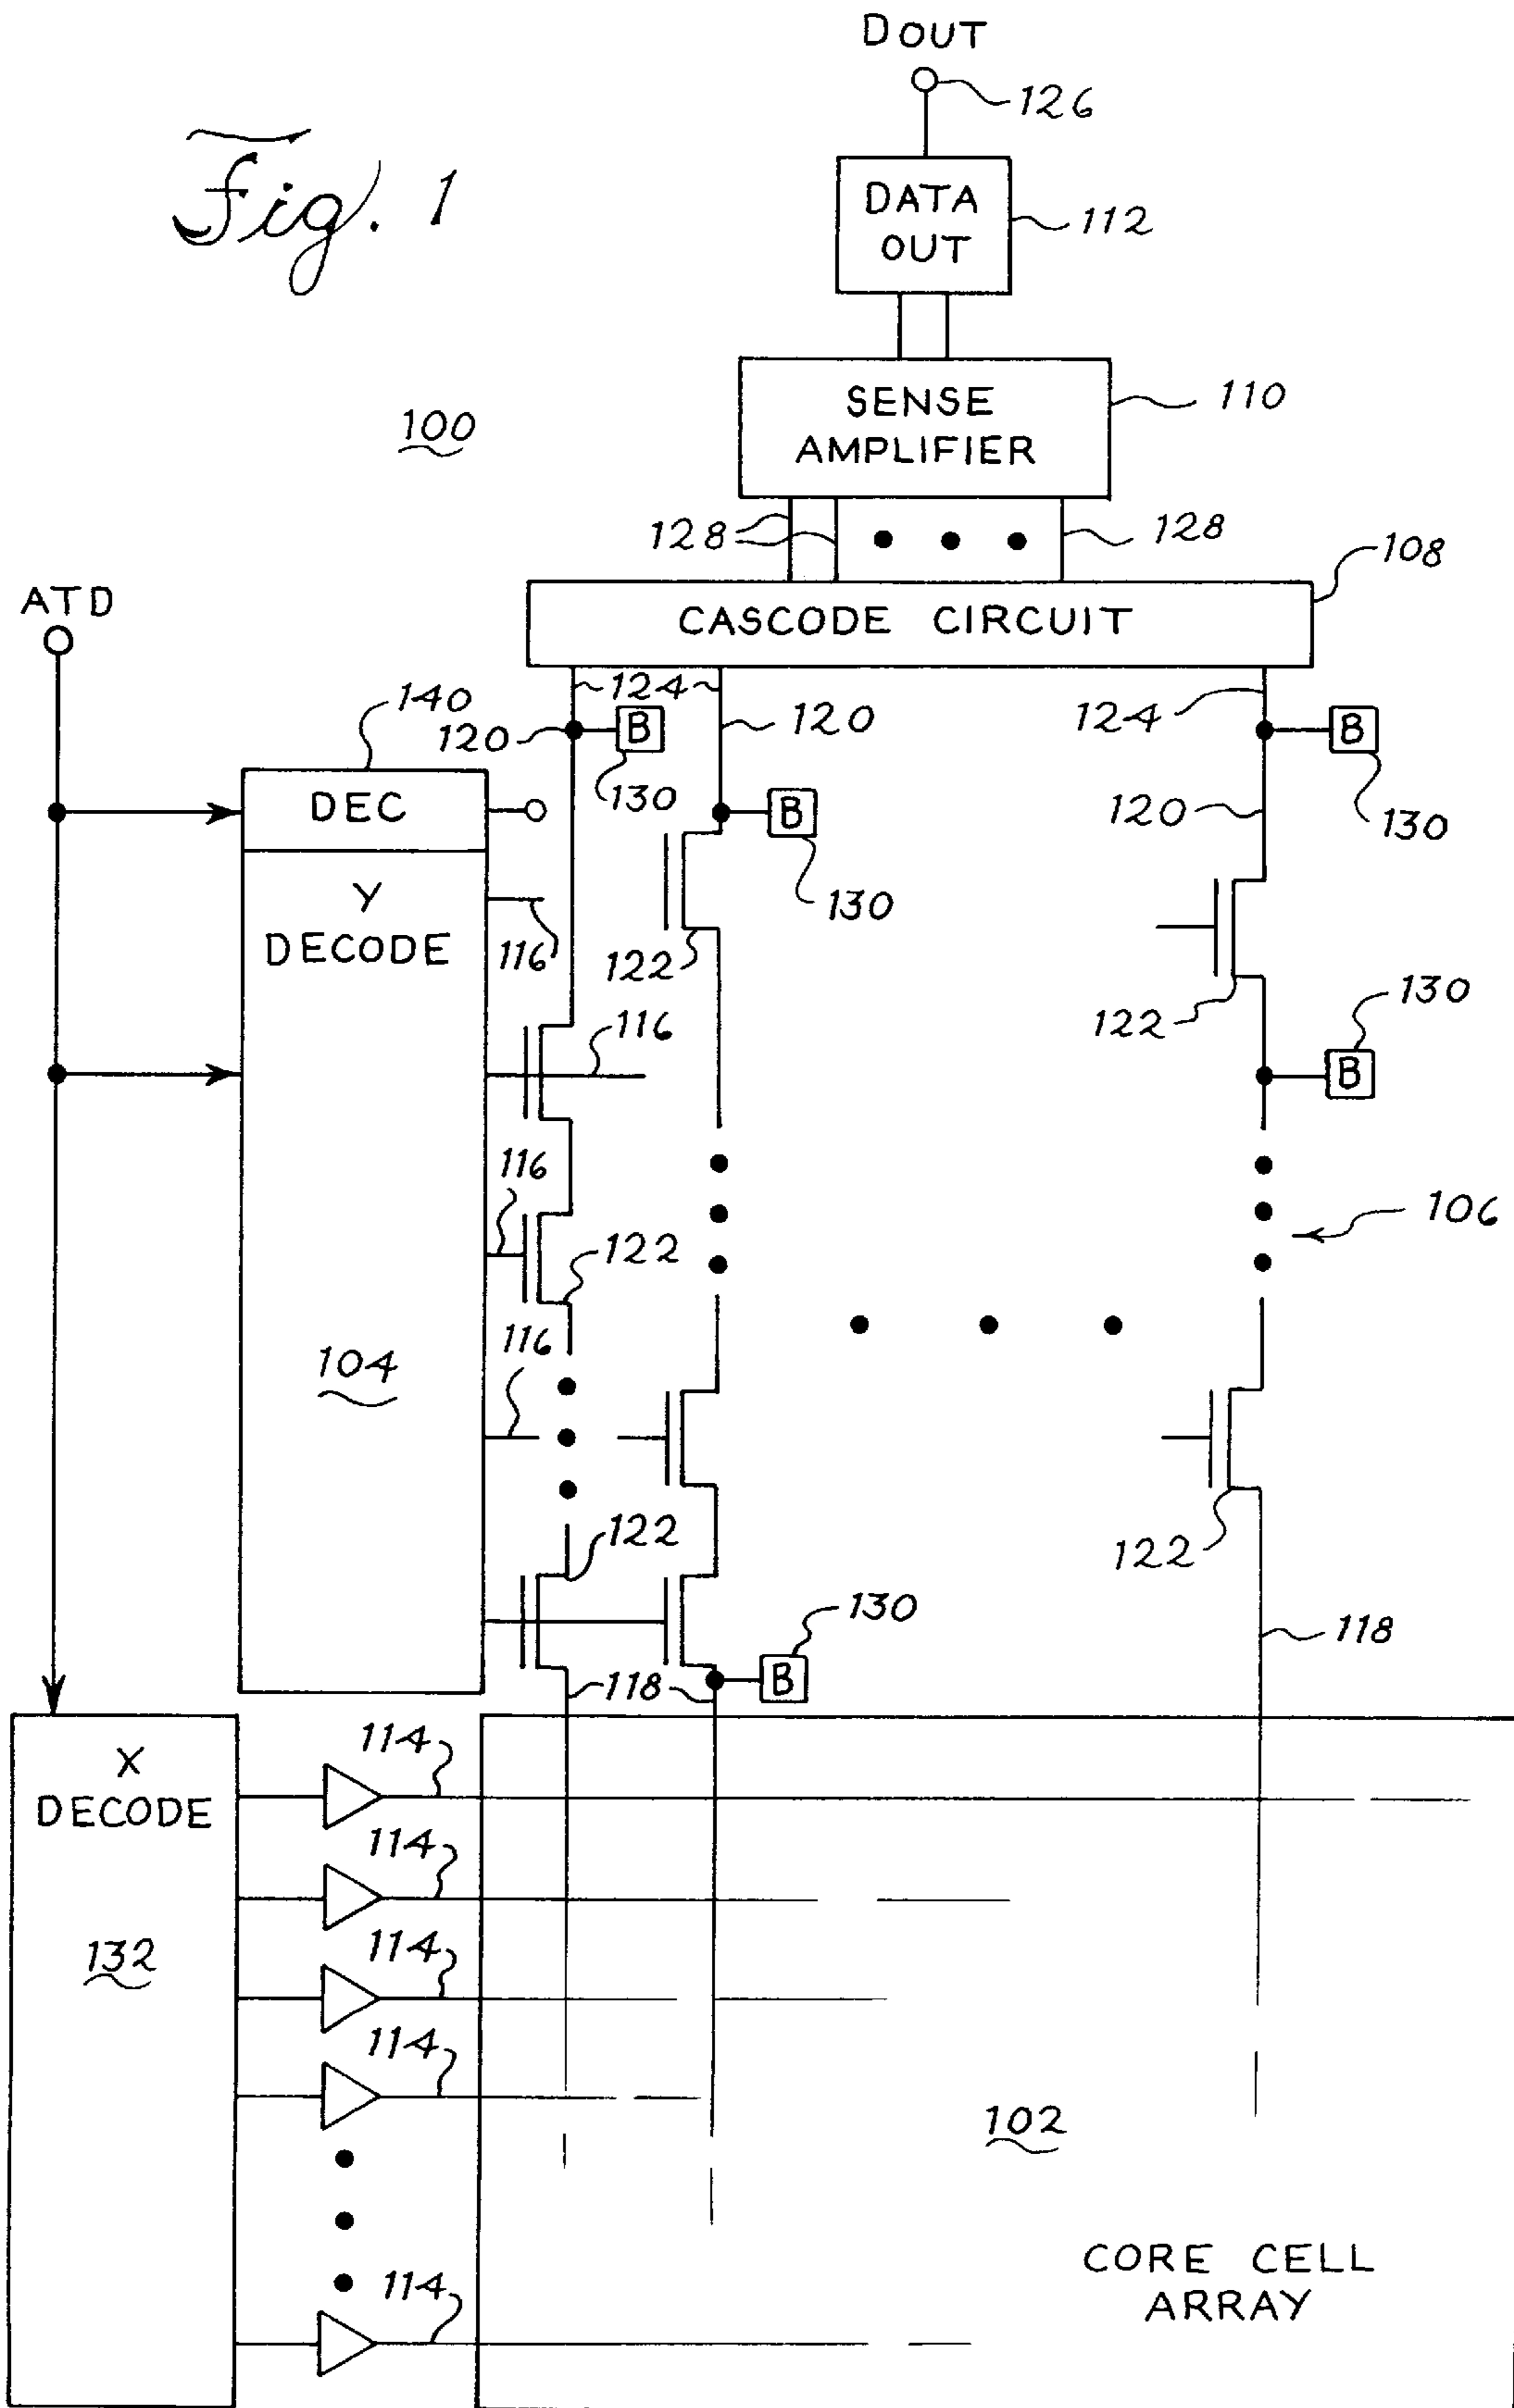 Fig. 1
DOUT
126
DATA
OUT
112
100
SENSE
AMPLIFIER
110
128
128
108
CASCODE CIRCUIT
ATD
124
124
140
120
B
120
B
130
120
130
B
130
DEC
Y
DECODE
116
122
122
130
116
B
116
122
106
104
116
122
122
130
118
B
118
X
DECODE
114
114
132
114
114
102
CORE CELL
ARRAY
114